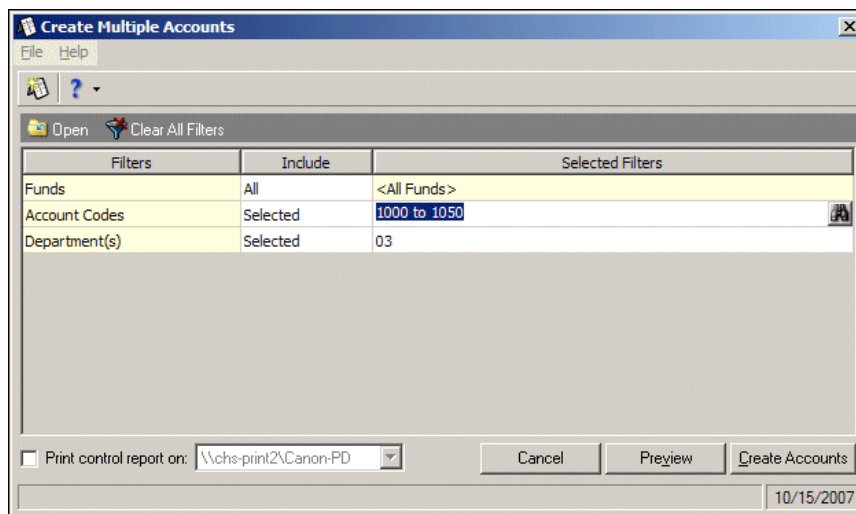 Create Multiple Accounts
File Help
?
Open Clear All Filters
Filters Include Selected Filters
Funds All <All Funds>
Account Codes Selected 1000 to 1050
Department(s) Selected 03
Print control report on: \\chs-print2\Canon-PD Cancel Preview Create Accounts
10/15/2007